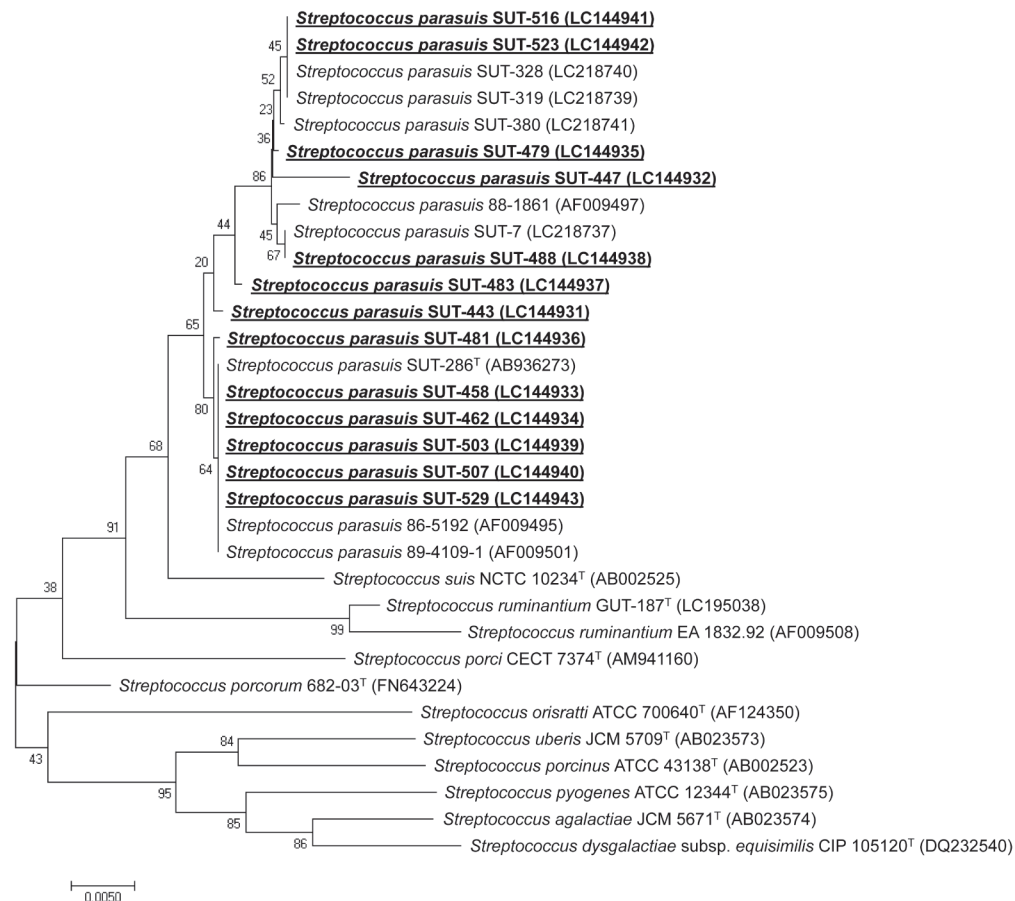 Streptococcus parasuis SUT-516 (LC144941)
45
Streptococcus parasuis SUT-523 (LC144942)
52
Streptococcus parasuis SUT-328 (LC218740)
23
Streptococcus parasuis SUT-319 (LC218739)
36
Streptococcus parasuis SUT-380 (LC218741)
Streptococcus parasuis SUT-479 (LC144935)
86
Streptococcus parasuis SUT-447 (LC144932)
Streptococcus parasuis 88-1861 (AF009497)
44
45
Streptococcus parasuis SUT-7 (LC218737)
67
Streptococcus parasuis SUT-488 (LC144938)
20
Streptococcus parasuis SUT-483 (LC144937)
Streptococcus parasuis SUT-443 (LC144931)
65
Streptococcus parasuis SUT-481 (LC144936)
Streptococcus parasuis SUT-286ᵀ (AB936273)
Streptococcus parasuis SUT-458 (LC144933)
80
Streptococcus parasuis SUT-462 (LC144934)
68
Streptococcus parasuis SUT-503 (LC144939)
64
Streptococcus parasuis SUT-507 (LC144940)
Streptococcus parasuis SUT-529 (LC144943)
91
Streptococcus parasuis 86-5192 (AF009495)
Streptococcus parasuis 89-4109-1 (AF009501)
Streptococcus suis NCTC 10234ᵀ (AB002525)
38
Streptococcus ruminantium GUT-187ᵀ (LC195038)
99
Streptococcus ruminantium EA 1832.92 (AF009508)
Streptococcus porci CECT 7374ᵀ (AM941160)
Streptococcus porcorum 682-03ᵀ (FN643224)
Streptococcus orisratti ATCC 700640ᵀ (AF124350)
84
Streptococcus uberis JCM 5709ᵀ (AB023573)
43
Streptococcus porcinus ATCC 43138ᵀ (AB002523)
95
Streptococcus pyogenes ATCC 12344ᵀ (AB023575)
85
Streptococcus agalactiae JCM 5671ᵀ (AB023574)
86
Streptococcus dysgalactiae subsp. equisimilis CIP 105120ᵀ (DQ232540)
0.0050